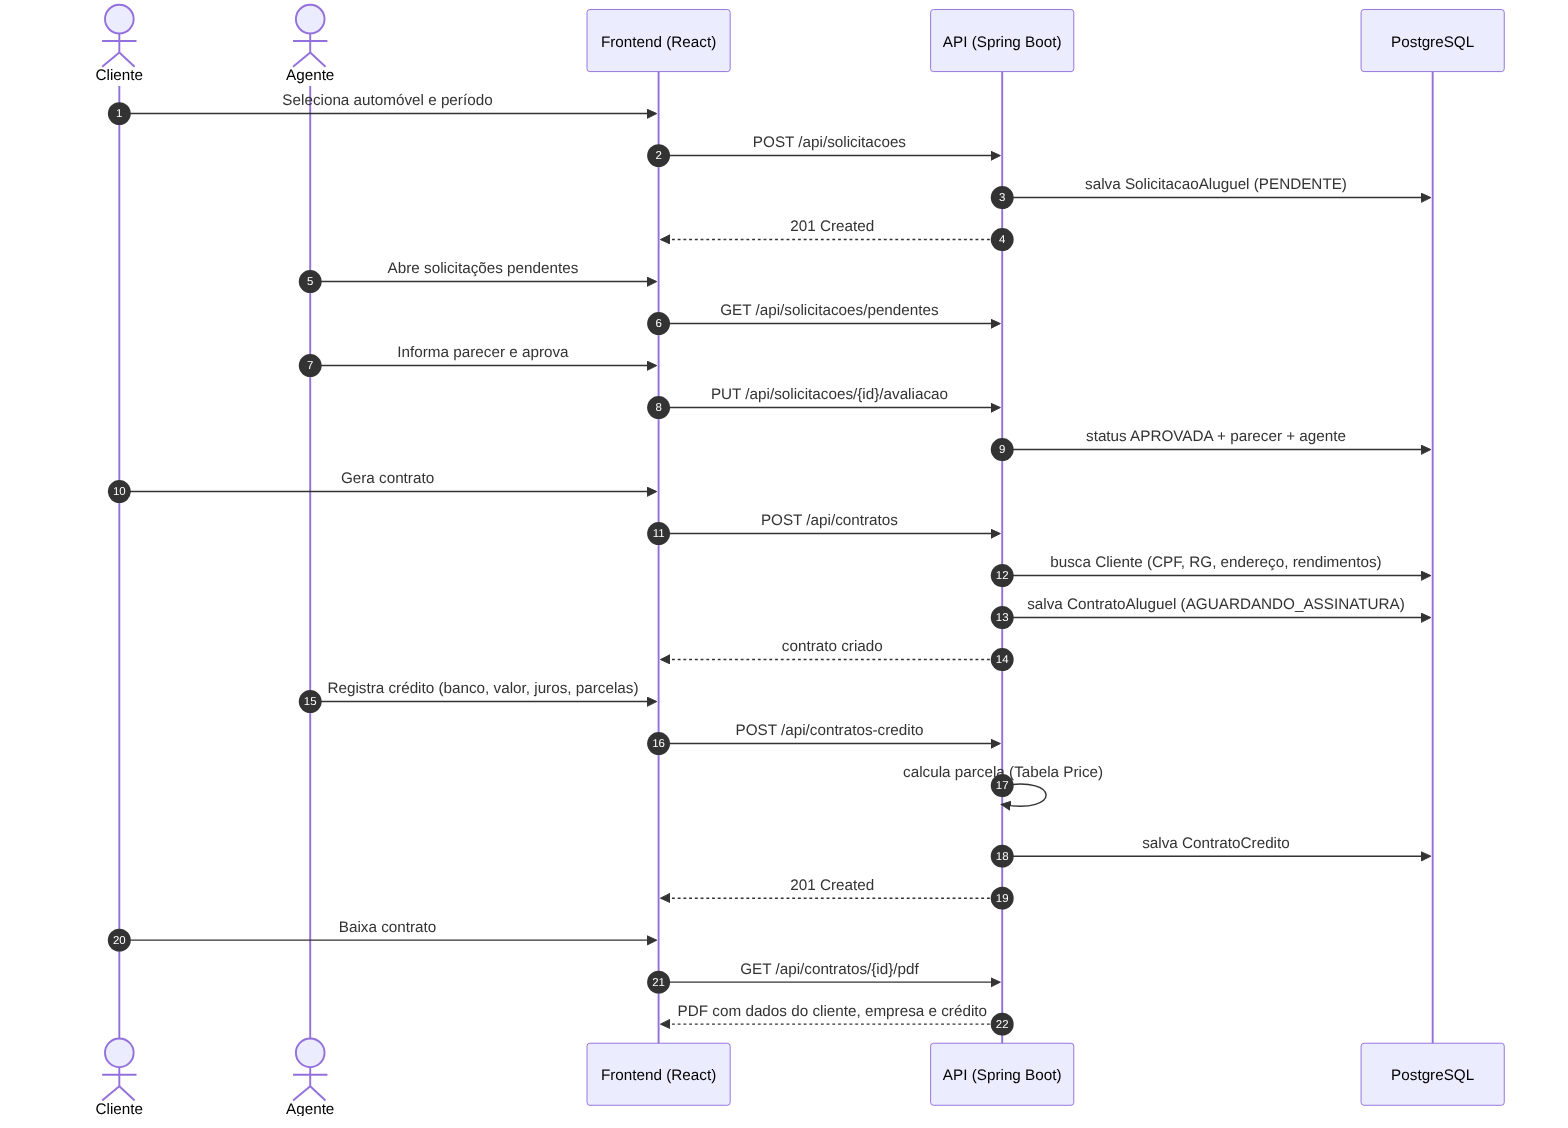 Cliente
Agente
Frontend (React)
API (Spring Boot)
PostgreSQL
1 Seleciona automóvel e período
2 POST /api/solicitacoes
3 salva SolicitacaoAluguel (PENDENTE)
201 Created 4
5 Abre solicitações pendentes
6 GET /api/solicitacoes/pendentes
7 Informa parecer e aprova
8 PUT /api/solicitacoes/{id}/avaliacao
9 status APROVADA + parecer + agente
10 Gera contrato
11 POST /api/contratos
12 busca Cliente (CPF, RG, endereço, rendimentos)
13 salva ContratoAluguel (AGUARDANDO_ASSINATURA)
contrato criado 14
15 Registra crédito (banco, valor, juros, parcelas)
16 POST /api/contratos-credito
calcula parcela (Tabela Price)
17
18 salva ContratoCredito
201 Created 19
20 Baixa contrato
21 GET /api/contratos/{id}/pdf
PDF com dados do cliente, empresa e crédito 22
Cliente
Agente
Frontend (React)
API (Spring Boot)
PostgreSQL